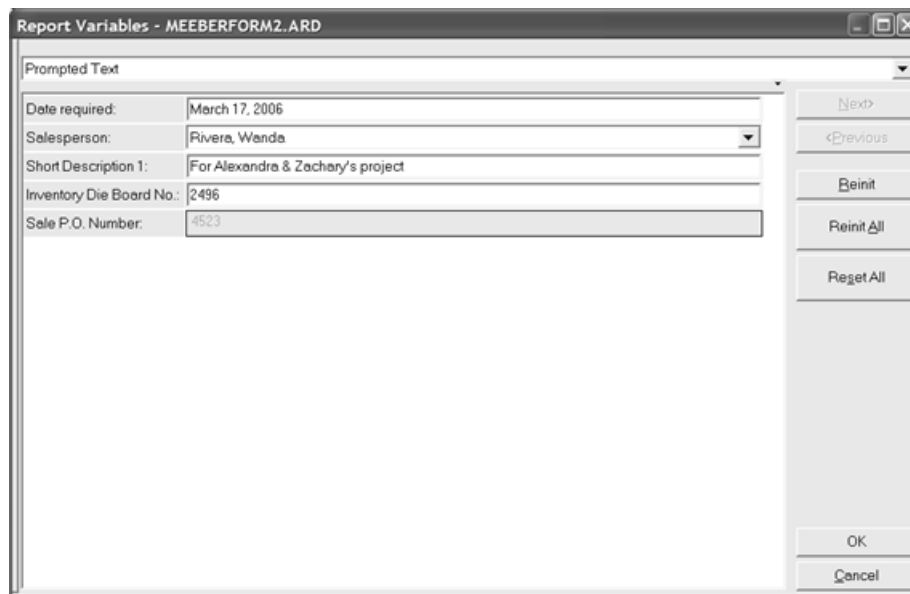 Report Variables - MEEBERFORM2.ARD
Prompted Text
Date required: March 17, 2006
Salesperson: Rivera, Wanda
Short Description 1: For Alexandra & Zachary's project
Inventory Die Board No.: 2496
Sale P.O. Number: 4523
Next>
<Previous
Reinit
Reinit All
Reset All
OK
Cancel